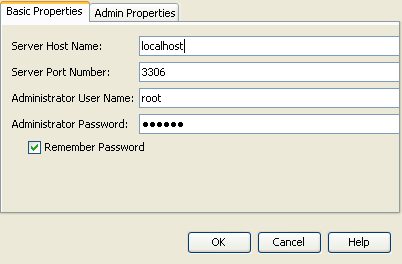 Basic Properties Admin Properties
Server Host Name: localhost
Server Port Number: 3306
Administrator User Name: root
Administrator Password: ●●●●●●
Remember Password
OK Cancel Help